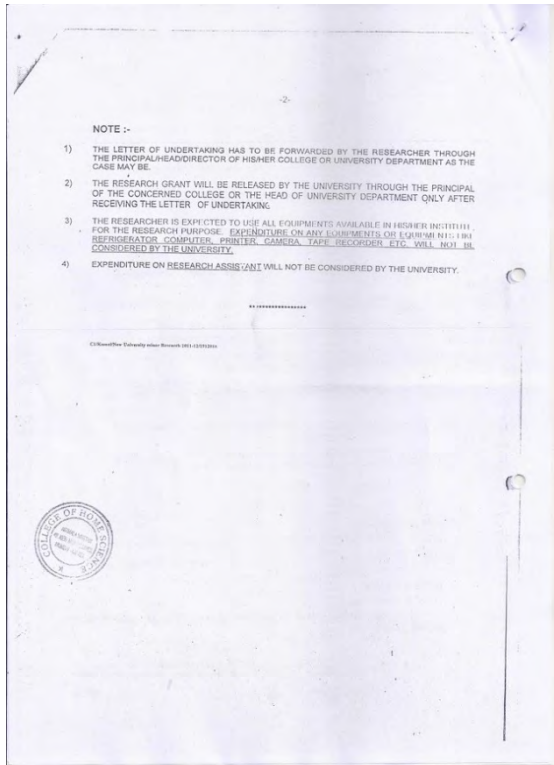 -2-
NOTE :-
1) THE LETTER OF UNDERTAKING HAS TO BE FORWARDED BY THE RESEARCHER THROUGH
THE PRINCIPAL/HEAD/DIRECTOR OF HIS/HER COLLEGE OR UNIVERSITY DEPARTMENT AS THE
CASE MAY BE.
2) THE RESEARCH GRANT WILL BE RELEASED BY THE UNIVERSITY THROUGH THE PRINCIPAL
OF THE CONCERNED COLLEGE OR THE HEAD OF UNIVERSITY DEPARTMENT ONLY AFTER
RECEIVING THE LETTER OF UNDERTAKING
3) THE RESEARCHER IS EXPECTED TO USE ALL EQUIPMENTS AVAILABLE IN HIS/HER INSTITUTE,
FOR THE RESEARCH PURPOSE. EXPENDITURE ON ANY EQUIPMENTS OR EQUIPMENTS LIKE
REFRIGERATOR COMPUTER, PRINTER, CAMERA, TAPE RECORDER ETC. WILL NOT BE
CONSIDERED BY THE UNIVERSITY.
4) EXPENDITURE ON RESEARCH ASSISTANT WILL NOT BE CONSIDERED BY THE UNIVERSITY.
University minor Research
COLLEGE OF HOME SCIENCE